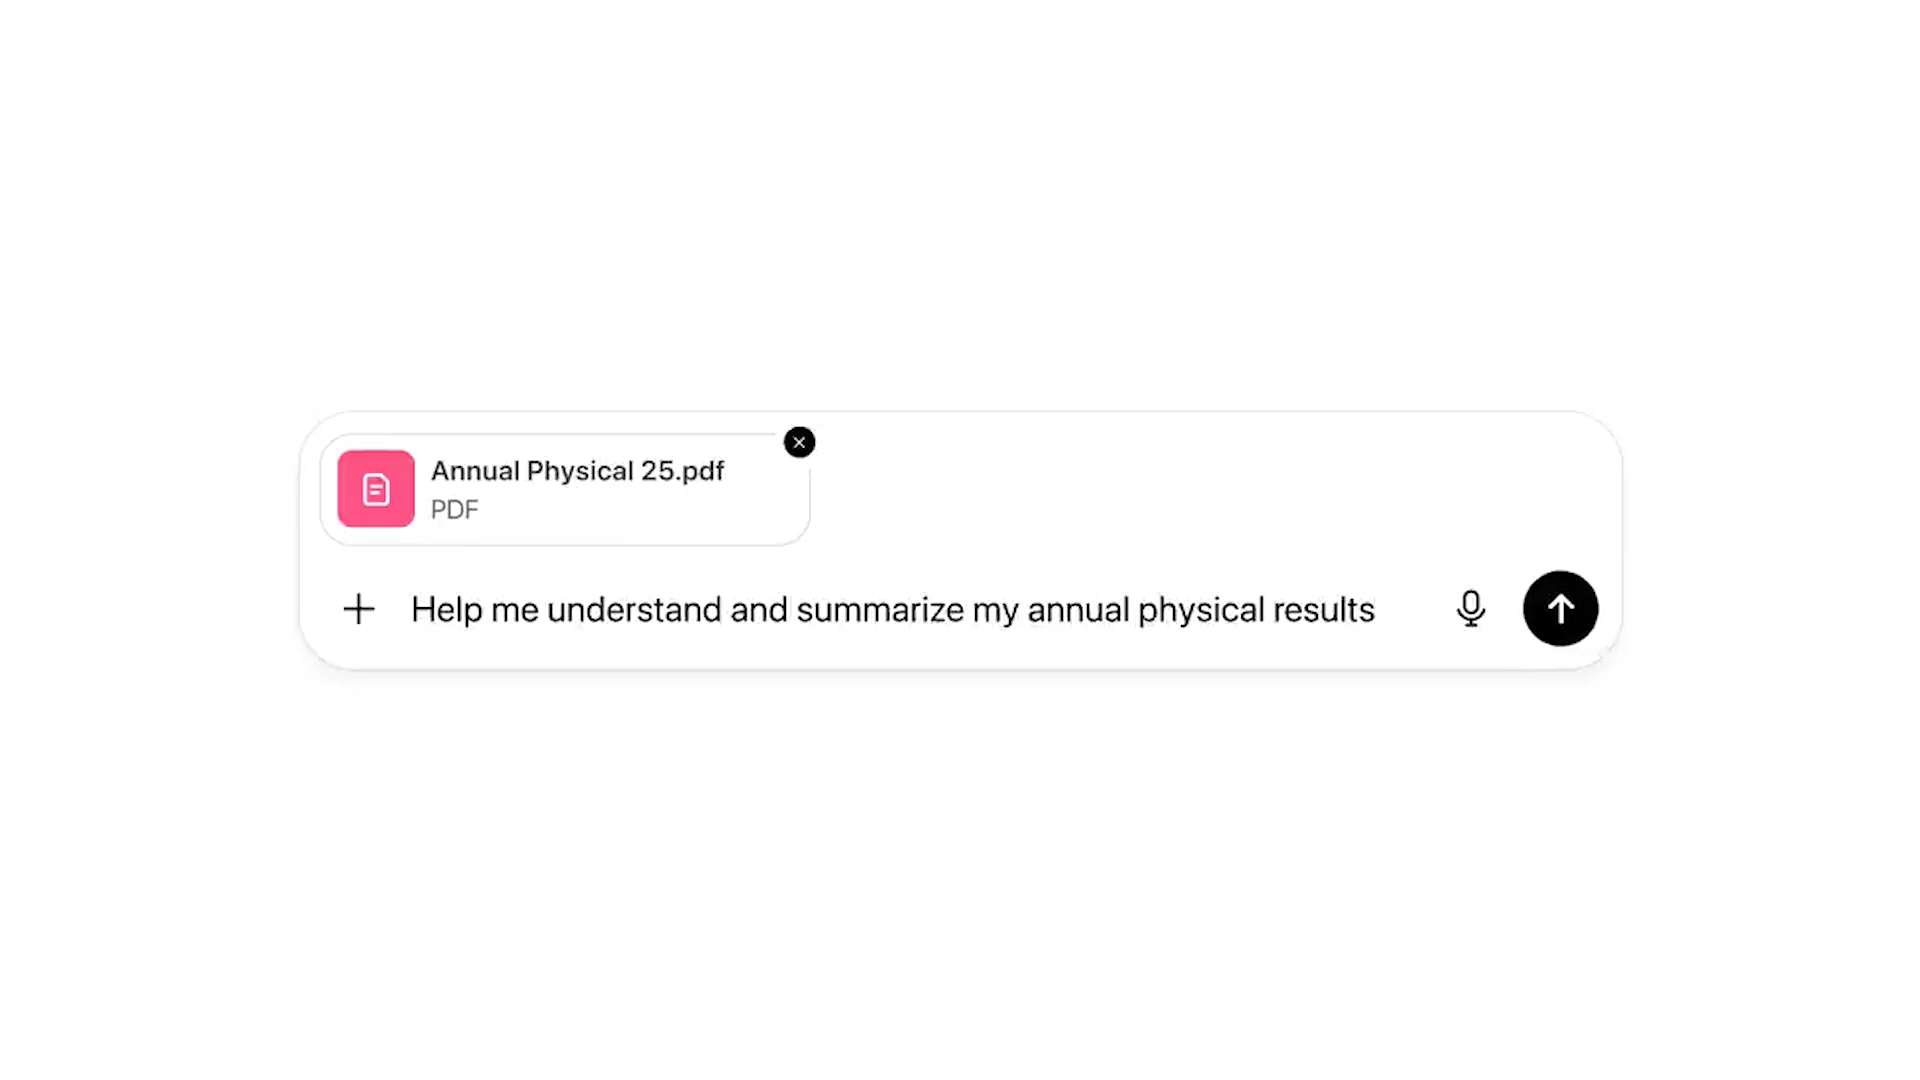 Annual Physical 25.pdf
PDF
Help me understand and summarize my annual physical results